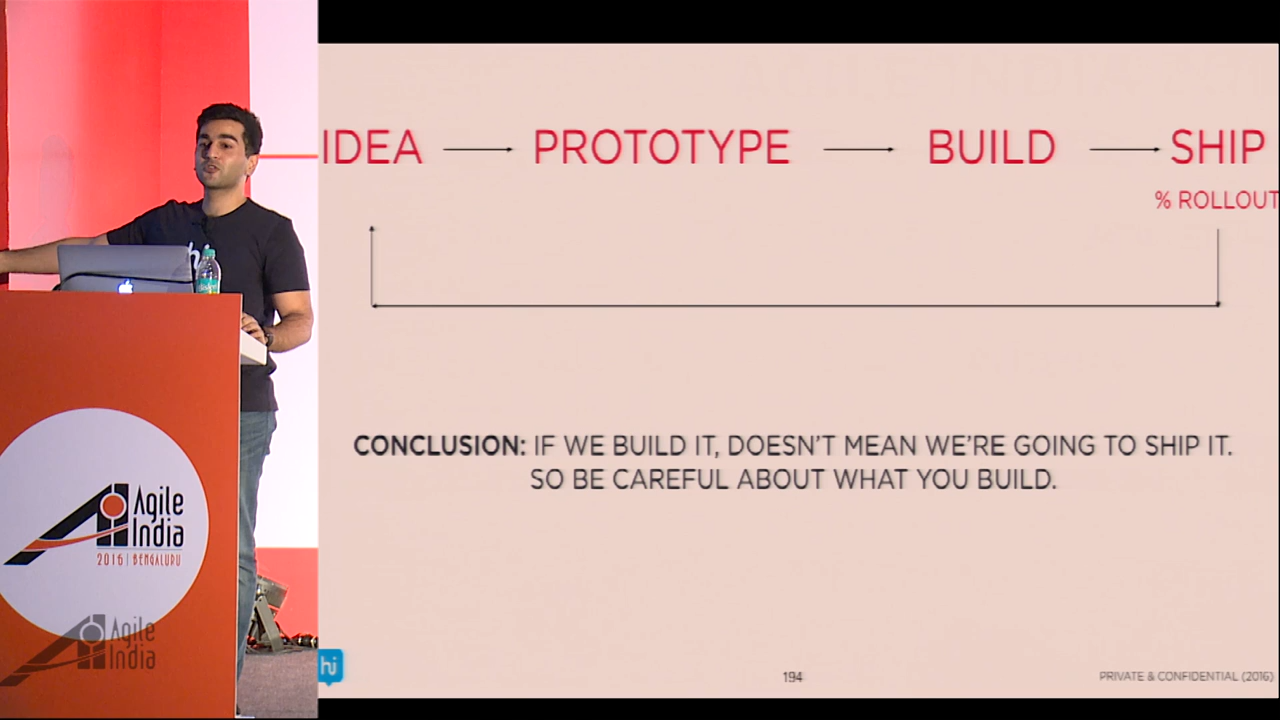 IDEA PROTOTYPE BUILD SHIP
% ROLLOUT
CONCLUSION: IF WE BUILD IT, DOESN'T MEAN WE'RE GOING TO SHIP IT.
SO BE CAREFUL ABOUT WHAT YOU BUILD.
hi
194
PRIVATE & CONFIDENTIAL (2016)
Agile
India
2016 | BENGALURU
Agile
India